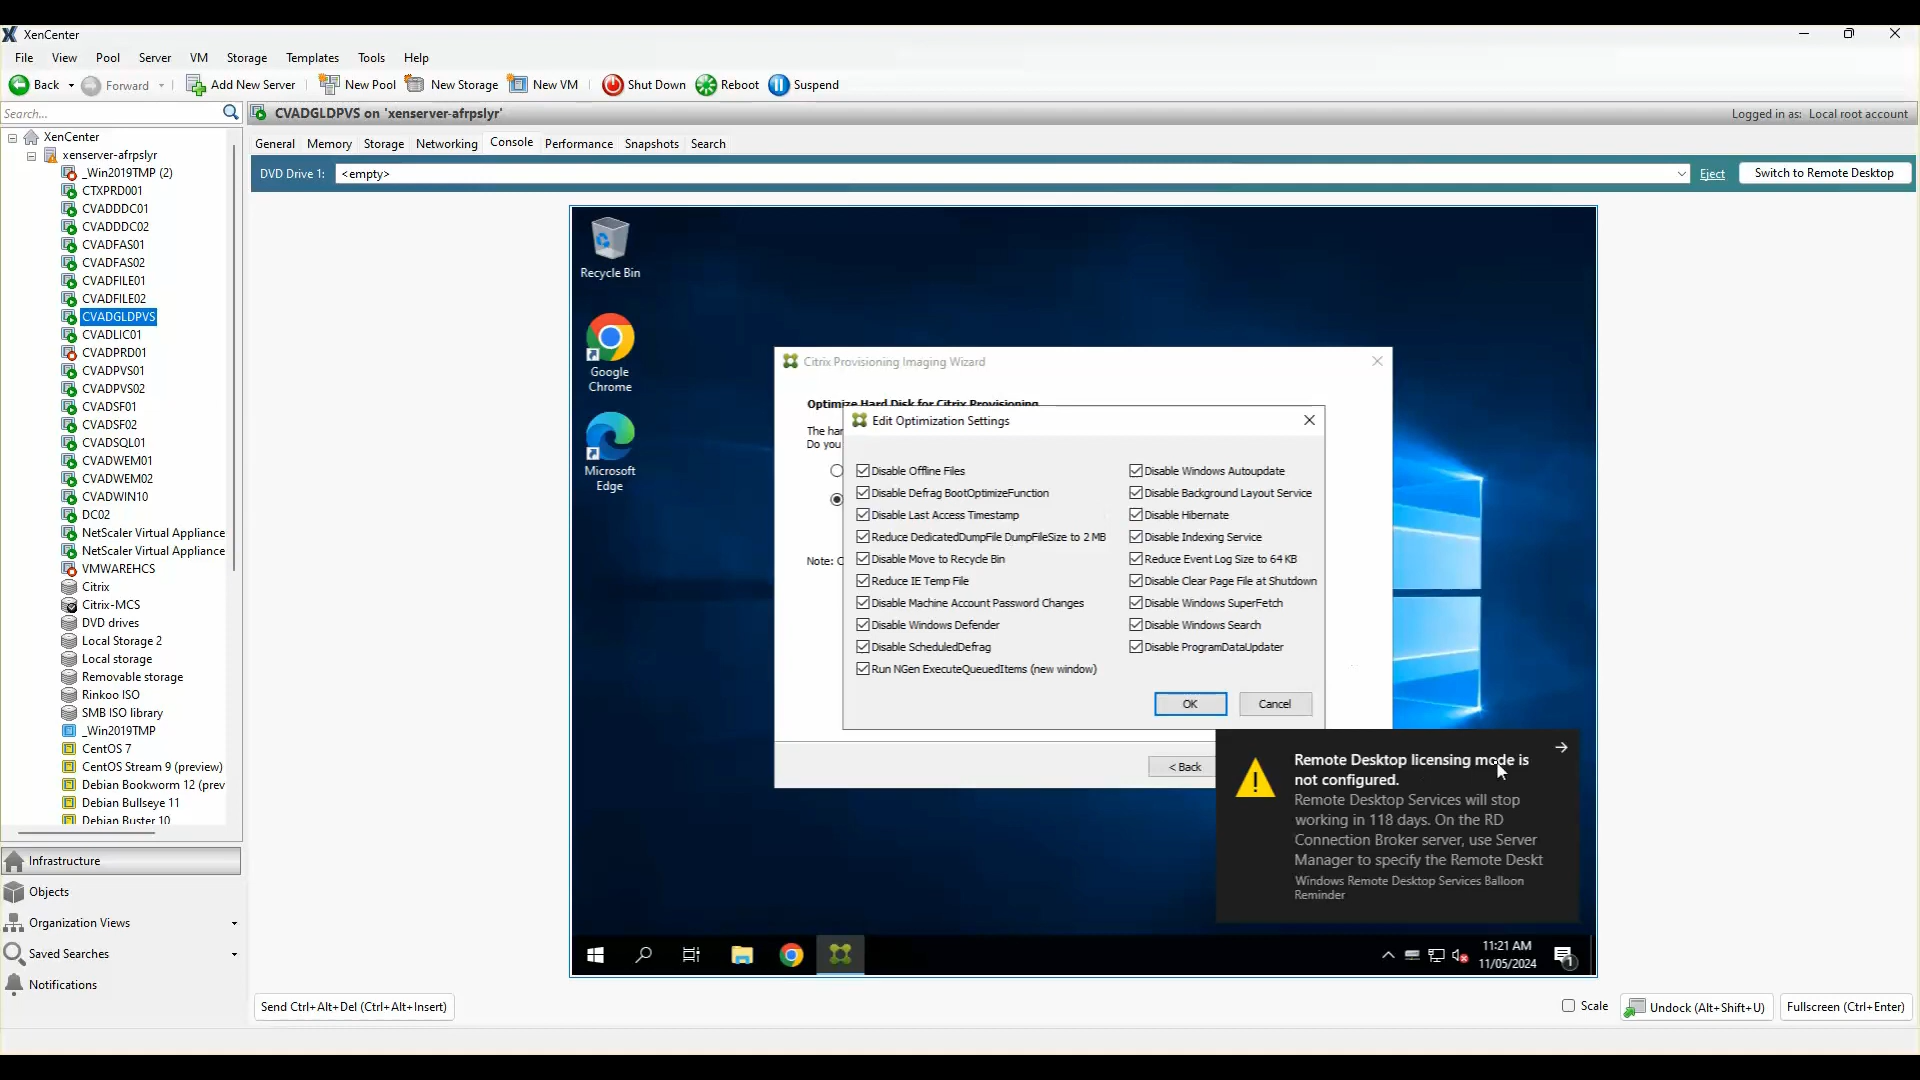 XenCenter
File View Pool Server VM Storage Templates Tools Help
Back Forward Add New Server New Pool New Storage New VM Shut Down Reboot Suspend
Search...
CVADGLDPVS on 'xenserver-afrpslyr'
Logged in as: Local root account
XenCenter
xenserver-afrpslyr
_Win2019TMP (2)
CTXPRD001
CVADDDC01
CVADDDC02
CVADFAS01
CVADFAS02
CVADFILE01
CVADFILE02
CVADGLDPVS
CVADLIC01
CVADPRD01
CVADPVS01
CVADPVS02
CVADSF01
CVADSF02
CVADSQL01
CVADWEM01
CVADWEM02
CVADWIN10
DC02
NetScaler Virtual Appliance
NetScaler Virtual Appliance
VMWAREHCS
Citrix
Citrix-MCS
DVD drives
Local Storage 2
Local storage
Removable storage
Rinkoo ISO
SMB ISO library
_Win2019TMP
CentOS 7
CentOS Stream 9 (preview)
Debian Bookworm 12 (prev
Debian Bullseye 11
Debian Buster 10
Infrastructure
Objects
Organization Views
Saved Searches
Notifications
General Memory Storage Networking Console Performance Snapshots Search
DVD Drive 1: <empty> Eject Switch to Remote Desktop
Recycle Bin
Google
Chrome
Microsoft
Edge
Citrix Provisioning Imaging Wizard
Optimize Hard Disk for Citrix Provisioning
The har
Do you
Note: C
Edit Optimization Settings
Disable Offline Files Disable Windows Autoupdate
Disable Defrag BootOptimizeFunction Disable Background Layout Service
Disable Last Access Timestamp Disable Hibernate
Reduce DedicatedDumpFile DumpFileSize to 2 MB Disable Indexing Service
Disable Move to Recycle Bin Reduce Event Log Size to 64 KB
Reduce IE Temp File Disable Clear Page File at Shutdown
Disable Machine Account Password Changes Disable Windows SuperFetch
Disable Windows Defender Disable Windows Search
Disable ScheduledDefrag Disable ProgramDataUpdater
Run NGen ExecuteQueuedItems (new window)
OK Cancel
< Back
Remote Desktop licensing mode is
not configured.
Remote Desktop Services will stop
working in 118 days. On the RD
Connection Broker server, use Server
Manager to specify the Remote Deskt
Windows Remote Desktop Services Balloon
Reminder
11:21 AM
11/05/2024
1
Send Ctrl+Alt+Del (Ctrl+Alt+Insert)
Scale Undock (Alt+Shift+U) Fullscreen (Ctrl+Enter)